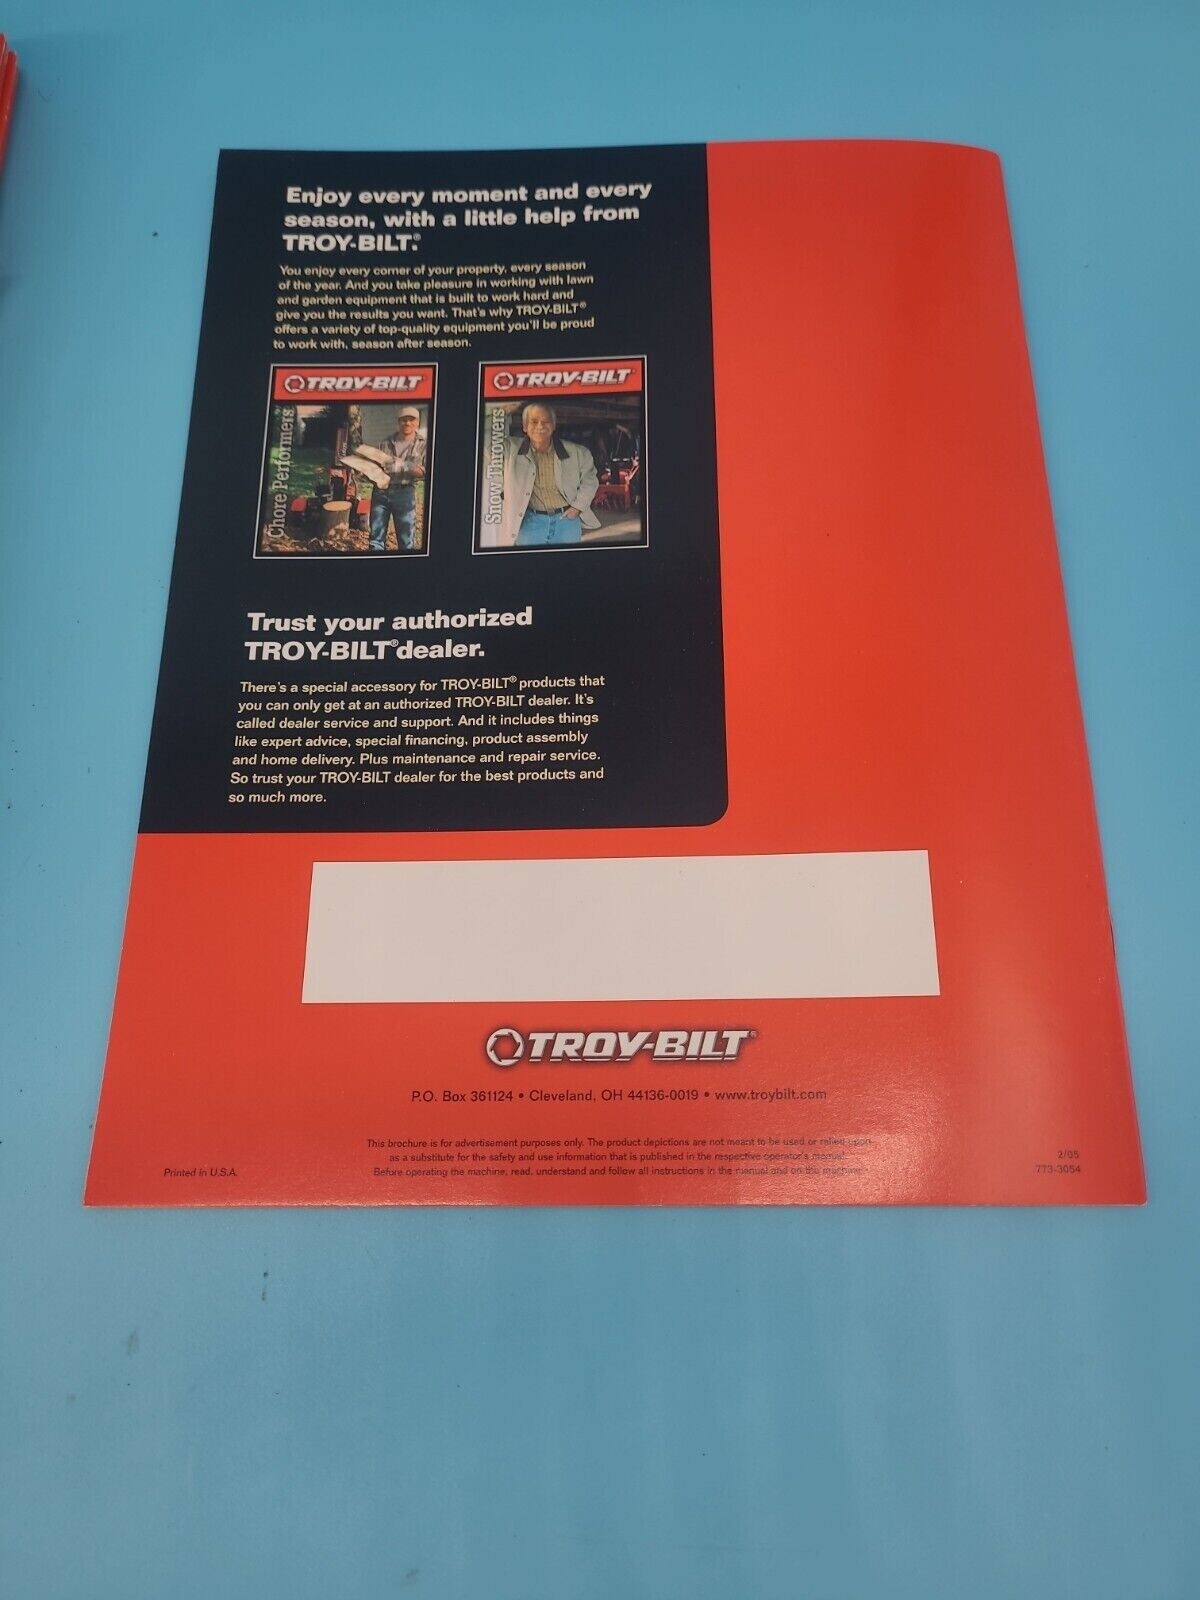 Enjoy every moment and every
season, with a little help from
TROY-BILT.®
You enjoy every corner of your property, every season
of the year. And you take pleasure in working with lawn
and garden equipment that is built to work hard and
give you the results you want. That's why TROY-BILT®
offers a variety of top-quality equipment you'll be proud
to work with, season after season.
TROY-BILT
Chore Performers
TROY-BILT
Snow Throwers
Trust your authorized
TROY-BILT® dealer.
There's a special accessory for TROY-BILT® products that
you can only get at an authorized TROY-BILT dealer. It's
called dealer service and support. And it includes things
like expert advice, special financing, product assembly
and home delivery. Plus maintenance and repair service.
So trust your TROY-BILT dealer for the best products and
so much more.
TROY-BILT®
P.O. Box 361124 • Cleveland, OH 44136-0019 • www.troybilt.com
This brochure is for advertisement purposes only. The product depictions are not meant to be used or relied upon
as a substitute for the safety and use information that is published in the respective operator's manual.
Before operating the machine, read, understand and follow all instructions in the manual and on the machine.
Printed in U.S.A.
2/05
773-3054